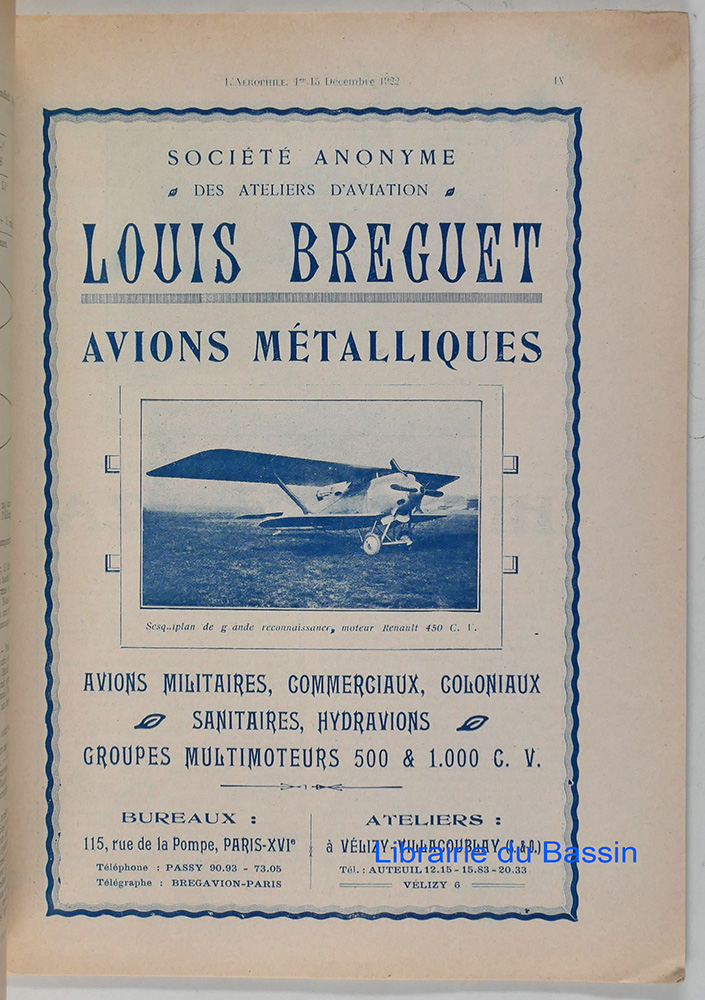 L'AÉROPHILE, 1er-15 Décembre 1922
IX
SOCIÉTÉ ANONYME
DES ATELIERS D'AVIATION
LOUIS BREGUET
AVIONS MÉTALLIQUES
Sesquiplan de grande reconnaissance, moteur Renault 450 C. V.
AVIONS MILITAIRES, COMMERCIAUX, COLONIAUX
SANITAIRES, HYDRAVIONS
GROUPES MULTIMOTEURS 500 & 1.000 C. V.
BUREAUX :
115, rue de la Pompe, PARIS-XVIe
Téléphone : PASSY 90.93 - 73.05
Télégraphe : BREGAVION-PARIS
ATELIERS :
à VÉLIZY-VILLACOUBLAY (S.&O.)
Tél. : AUTEUIL 12.15 - 15.83 - 20.33
VÉLIZY 6
Librairie du Bassin